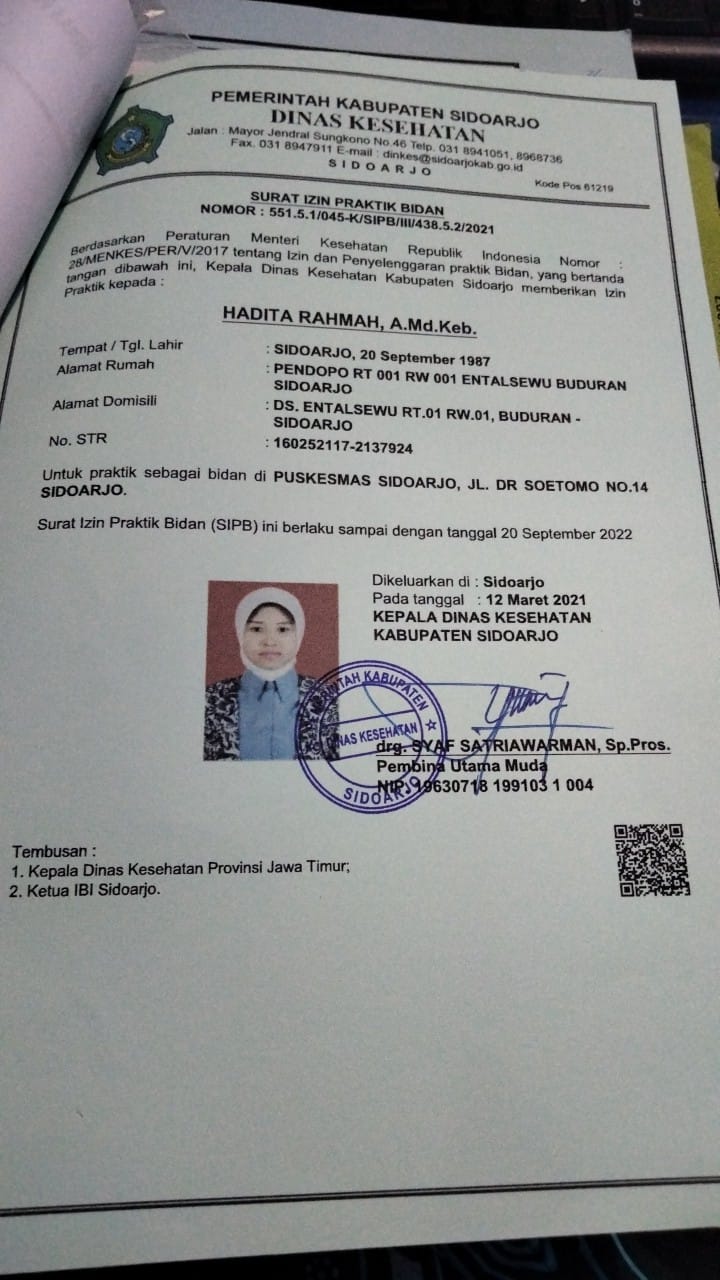 PEMERINTAH KABUPATEN SIDOARJO
DINAS KESEHATAN
Jalan : Mayor Jendral Sungkono No.46 Telp. 031 8941051, 8968736
Fax. 031 8947911 E-mail : dinkes@sidoarjokab.go.id
S I D O A R J O
Kode Pos 61219
SURAT IZIN PRAKTIK BIDAN
NOMOR : 551.5.1/045-K/SIPB/III/438.5.2/2021
Berdasarkan Peraturan Menteri Kesehatan Republik Indonesia Nomor :
28/MENKES/PER/V/2017 tentang Izin dan Penyelenggaran praktik Bidan, yang bertanda
tangan dibawah ini, Kepala Dinas Kesehatan Kabupaten Sidoarjo memberikan Izin
Praktik kepada :
HADITA RAHMAH, A.Md.Keb.
Tempat / Tgl. Lahir : SIDOARJO, 20 September 1987
Alamat Rumah : PENDOPO RT 001 RW 001 ENTALSEWU BUDURAN
SIDOARJO
Alamat Domisili : DS. ENTALSEWU RT.01 RW.01, BUDURAN -
SIDOARJO
No. STR : 160252117-2137924
Untuk praktik sebagai bidan di PUSKESMAS SIDOARJO, JL. DR SOETOMO NO.14
SIDOARJO.
Surat Izin Praktik Bidan (SIPB) ini berlaku sampai dengan tanggal 20 September 2022
Dikeluarkan di : Sidoarjo
Pada tanggal : 12 Maret 2021
KEPALA DINAS KESEHATAN
KABUPATEN SIDOARJO
PEMERINTAH KABUPATEN
DINAS KESEHATAN
SIDOARJO
drg. SYAF SATRIAWARMAN, Sp.Pros.
Pembina Utama Muda
NIP. 19630718 199103 1 004
Tembusan :
1. Kepala Dinas Kesehatan Provinsi Jawa Timur;
2. Ketua IBI Sidoarjo.